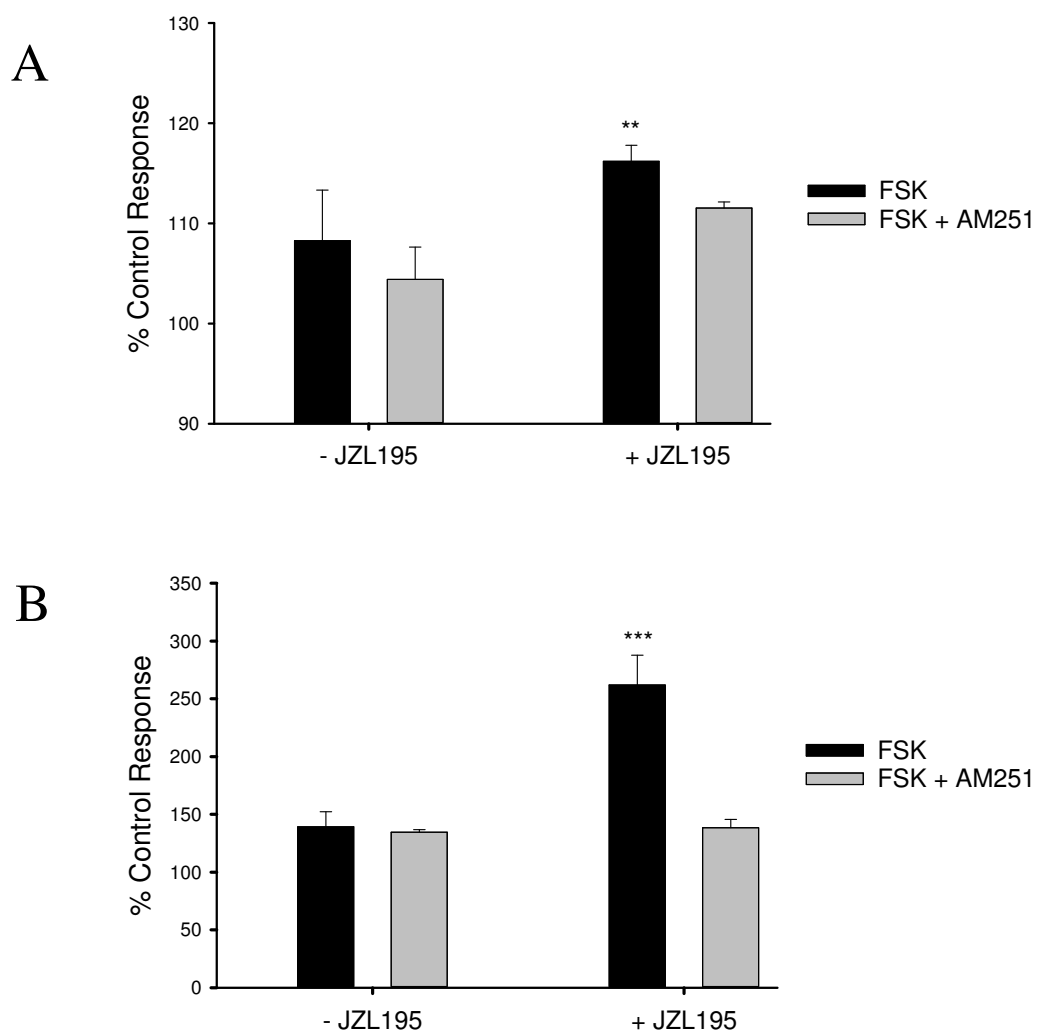 A
% Control Response
130
120
110
100
90
**
- JZL195
+ JZL195
FSK
FSK + AM251
B
% Control Response
350
300
250
200
150
100
50
0
***
- JZL195
+ JZL195
FSK
FSK + AM251